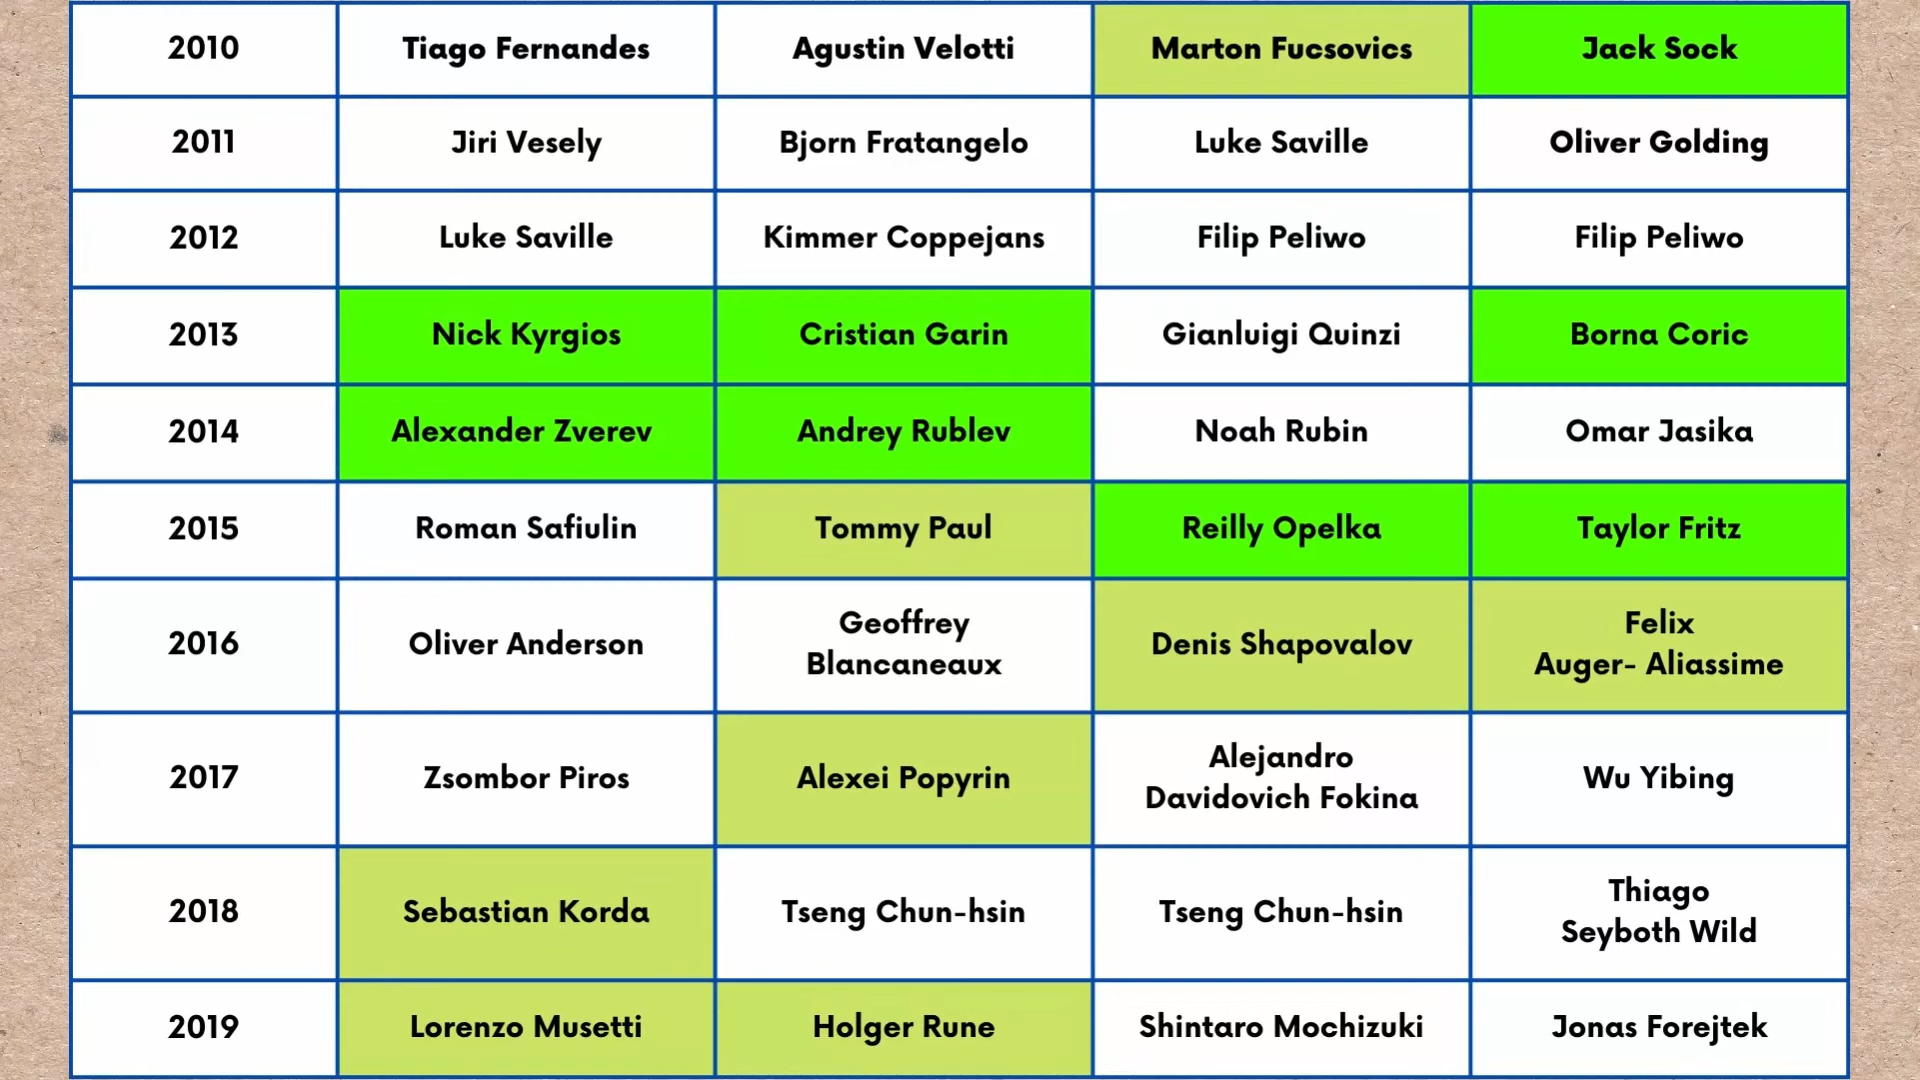 2010 Tiago Fernandes Agustin Velotti Marton Fucsovics Jack Sock
2011 Jiri Vesely Bjorn Fratangelo Luke Saville Oliver Golding
2012 Luke Saville Kimmer Coppejans Filip Peliwo Filip Peliwo
2013 Nick Kyrgios Cristian Garin Gianluigi Quinzi Borna Coric
2014 Alexander Zverev Andrey Rublev Noah Rubin Omar Jasika
2015 Roman Safiulin Tommy Paul Reilly Opelka Taylor Fritz
2016 Oliver Anderson
Geoffrey
Blancaneaux
Denis Shapovalov
Felix
Auger- Aliassime
2017 Zsombor Piros Alexei Popyrin
Alejandro
Davidovich Fokina
Wu Yibing
2018 Sebastian Korda Tseng Chun-hsin Tseng Chun-hsin
Thiago
Seyboth Wild
2019 Lorenzo Musetti Holger Rune Shintaro Mochizuki Jonas Forejtek